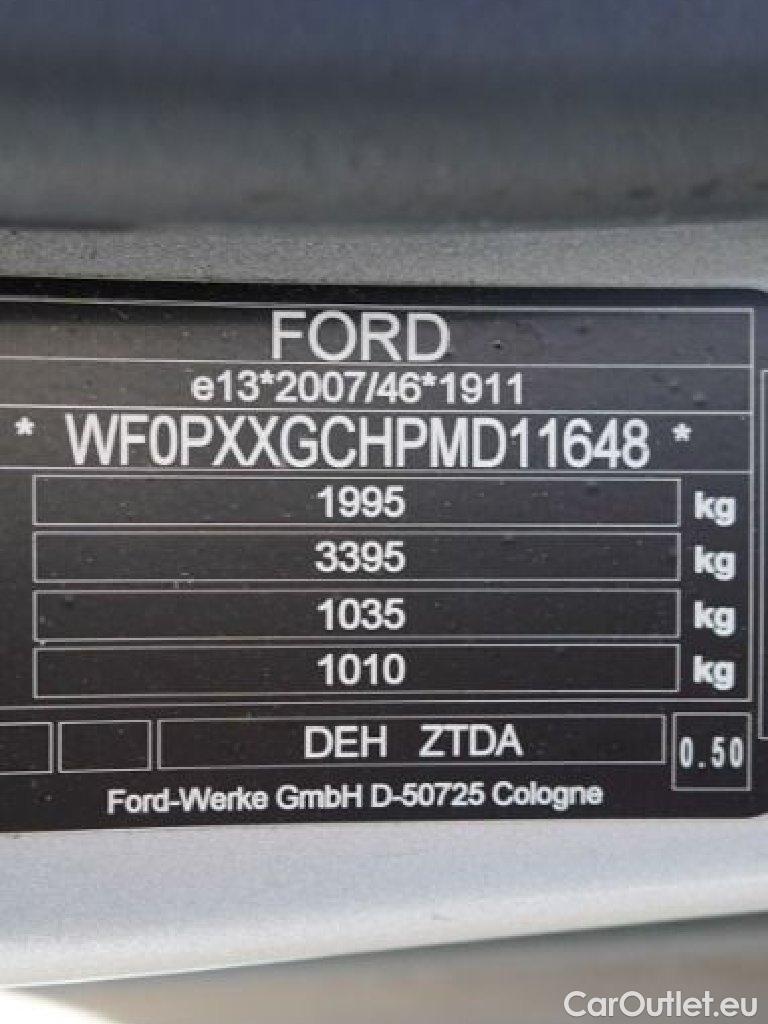 FORD
e13*2007/46*1911
* WF0PXXGCHPMD11648 *
1995 kg
3395 kg
1035 kg
1010 kg
DEH ZTDA 0.50
Ford-Werke GmbH D-50725 Cologne
CarOutlet.eu